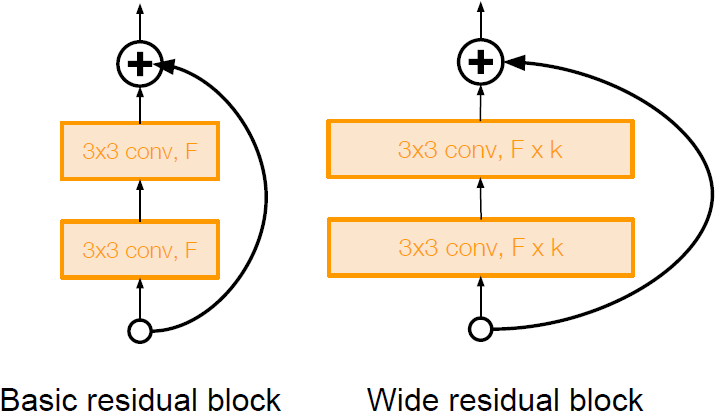 3x3 conv, F
3x3 conv, F
Basic residual block
3x3 conv, F x k
3x3 conv, F x k
Wide residual block